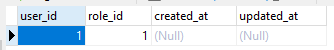 user_id role_id created_at updated_at
1 1 (Null) (Null)